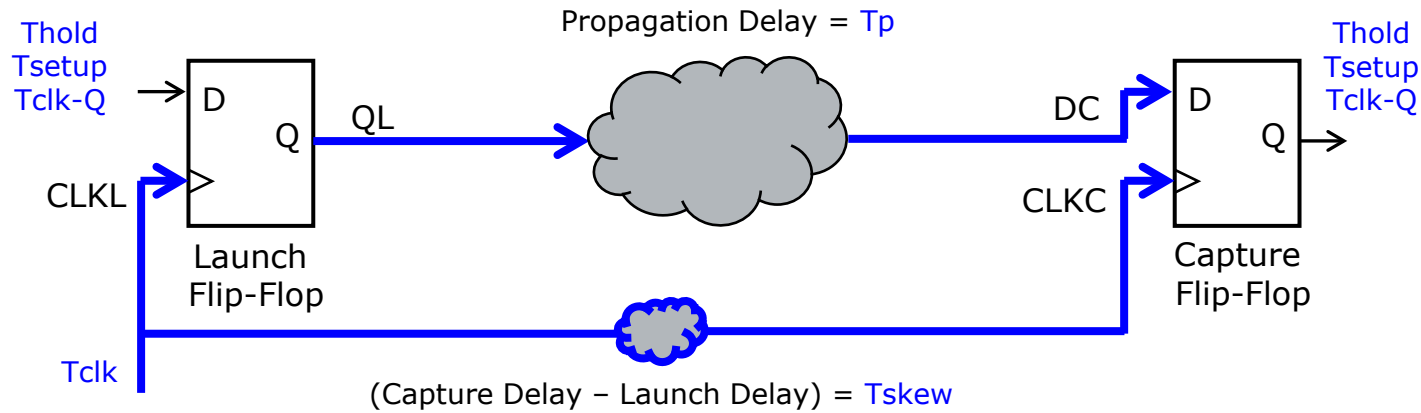 Propagation Delay = Tp
Thold
Tsetup
Tclk-Q
D
Q
QL
CLKL
Launch
Flip-Flop
Thold
Tsetup
Tclk-Q
DC
D
Q
CLKC
Capture
Flip-Flop
Tclk
(Capture Delay – Launch Delay) = Tskew